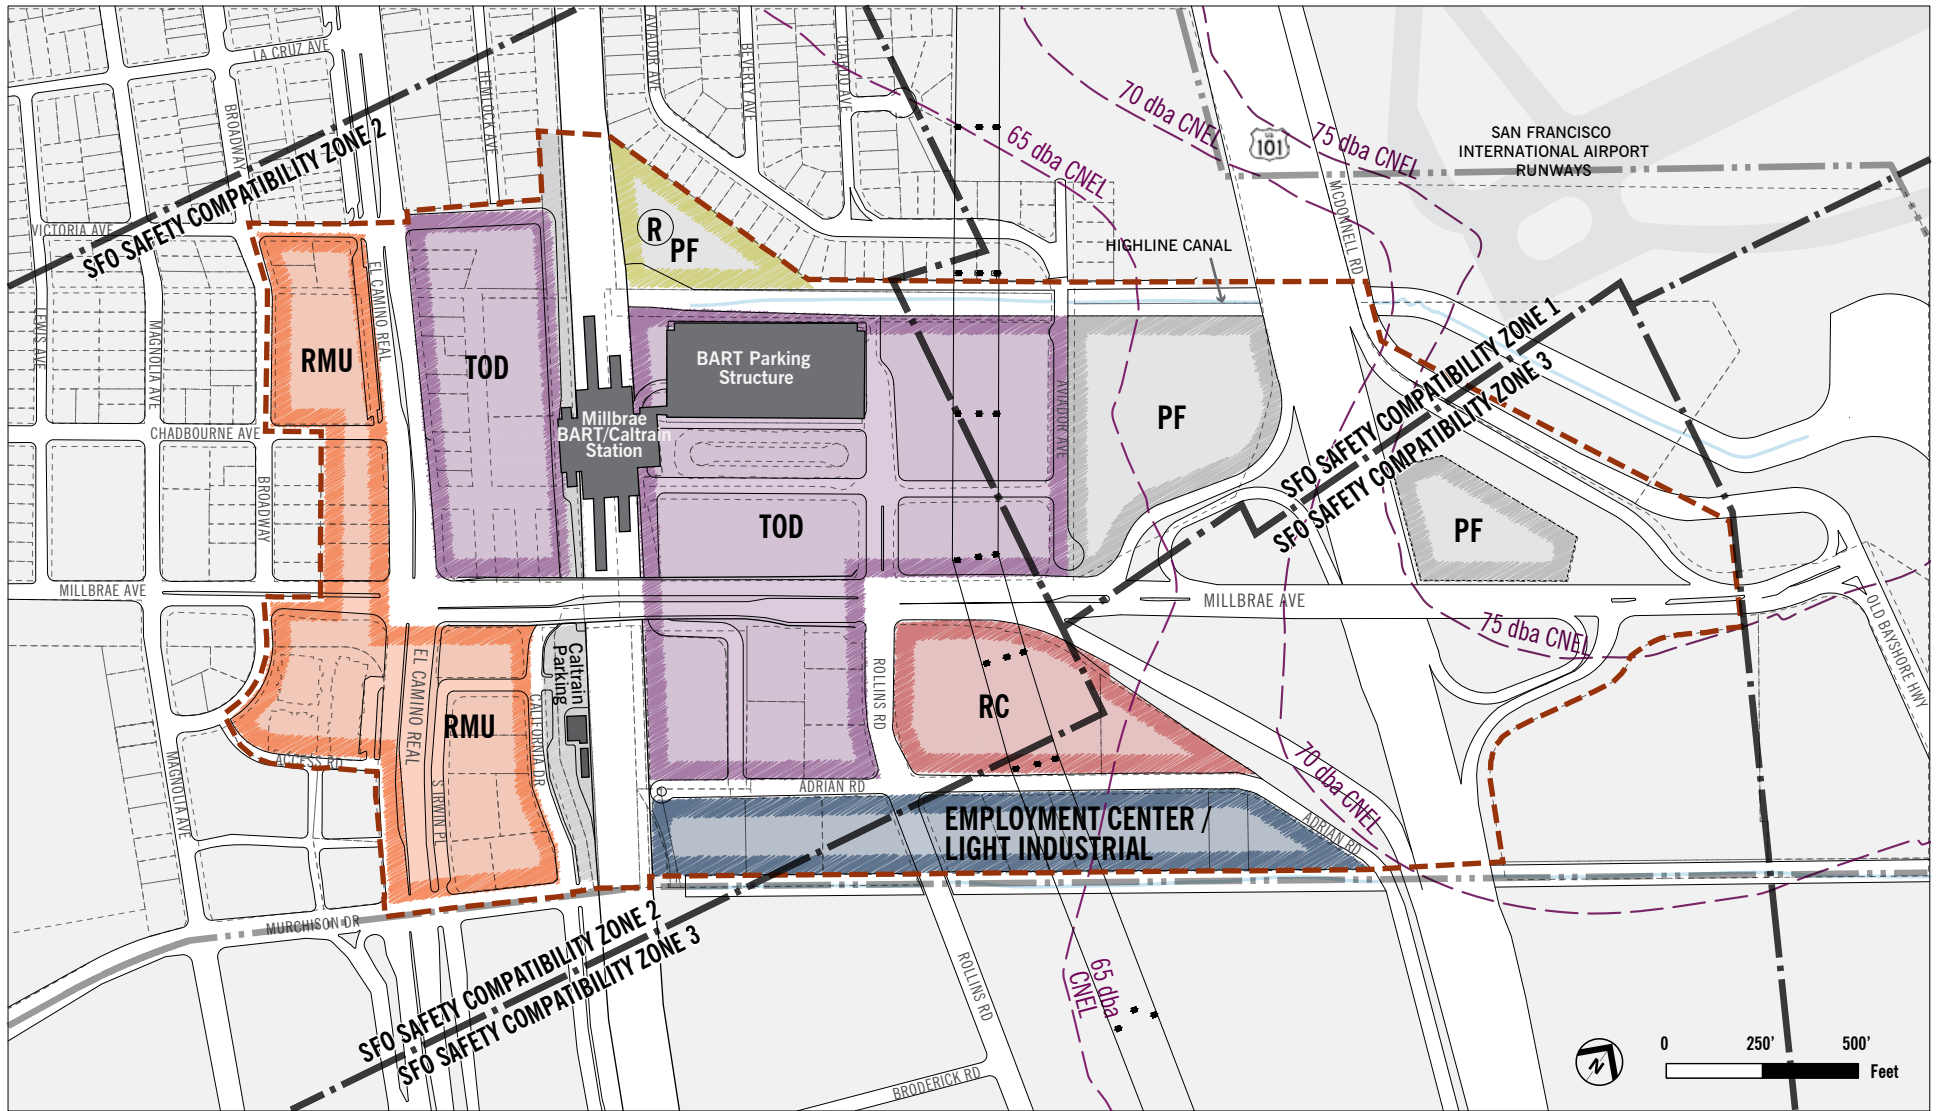 LA CRUZ AVE
BROADWAY
HEMLOCK AVE
AVIADOR AVE
BEVERLY AVE
CUARDO AVE
SFO SAFETY COMPATIBILITY ZONE 2
65 dba CNEL
70 dba CNEL
US
101
75 dba CNEL
SAN FRANCISCO
INTERNATIONAL AIRPORT
RUNWAYS
MCDONNELL RD
VICTORIA AVE
R
PF
HIGHLINE CANAL
LEWIS AVE
MAGNOLIA AVE
EL CAMINO REAL
RMU
TOD
BART Parking
Structure
Millbrae
BART/Caltrain
Station
AVIADOR AVE
PF
SFO SAFETY COMPATIBILITY ZONE 1
SFO SAFETY COMPATIBILITY ZONE 3
CHADBOURNE AVE
BROADWAY
TOD
PF
MILLBRAE AVE
MILLBRAE AVE
75 dba CNEL
OLD BAYSHORE HWY
EL CAMINO REAL
RMU
Caltrain
Parking
CALIFORNIA DR
S IRWIN PL
ROLLINS RD
RC
MAGNOLIA AVE
ACCESS RD
ADRIAN RD
70 dba CNEL
EMPLOYMENT CENTER /
LIGHT INDUSTRIAL
ADRIAN RD
MURCHISON DR
SFO SAFETY COMPATIBILITY ZONE 2
SFO SAFETY COMPATIBILITY ZONE 3
ROLLINS RD
65 dba
CNEL
BRODERICK RD
N
0 250' 500'
Feet